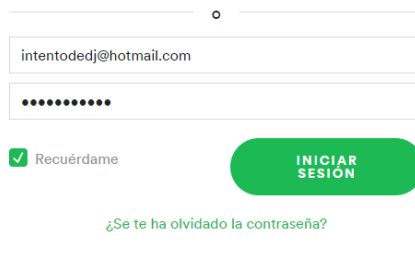 o
intentodedj@hotmail.com
•••••••••••
Recuérdame
INICIAR
SESIÓN
¿Se te ha olvidado la contraseña?